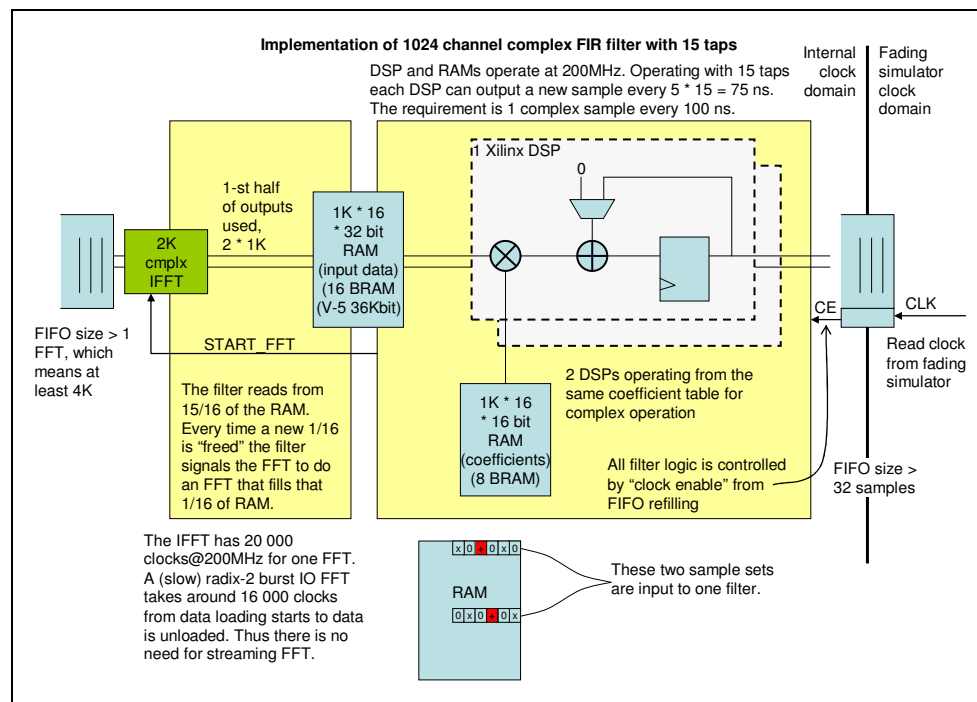 Implementation of 1024 channel complex FIR filter with 15 taps
DSP and RAMs operate at 200MHz. Operating with 15 taps
each DSP can output a new sample every 5 * 15 = 75 ns.
The requirement is 1 complex sample every 100 ns.
Internal
clock
domain
Fading
simulator
clock
domain
1 Xilinx DSP
0
1-st half
of outputs
used,
2 * 1K
2K
cmplx
IFFT
1K * 16
* 32 bit
RAM
(input data)
(16 BRAM
(V-5 36Kbit)
CE
CLK
FIFO size > 1
FFT, which
means at
least 4K
START_FFT
Read clock
from fading
simulator
The filter reads from
15/16 of the RAM.
Every time a new 1/16
is “freed” the filter
signals the FFT to do
an FFT that fills that
1/16 of RAM.
1K * 16
* 16 bit
RAM
(coefficients)
(8 BRAM)
2 DSPs operating from the
same coefficient table for
complex operation
All filter logic is controlled
by “clock enable” from
FIFO refilling
FIFO size >
32 samples
The IFFT has 20 000
clocks@200MHz for one FFT.
A (slow) radix-2 burst IO FFT
takes around 16 000 clocks
from data loading starts to data
is unloaded. Thus there is no
need for streaming FFT.
x 0 + 0 x 0
RAM
0 x 0 + 0 x
These two sample sets
are input to one filter.